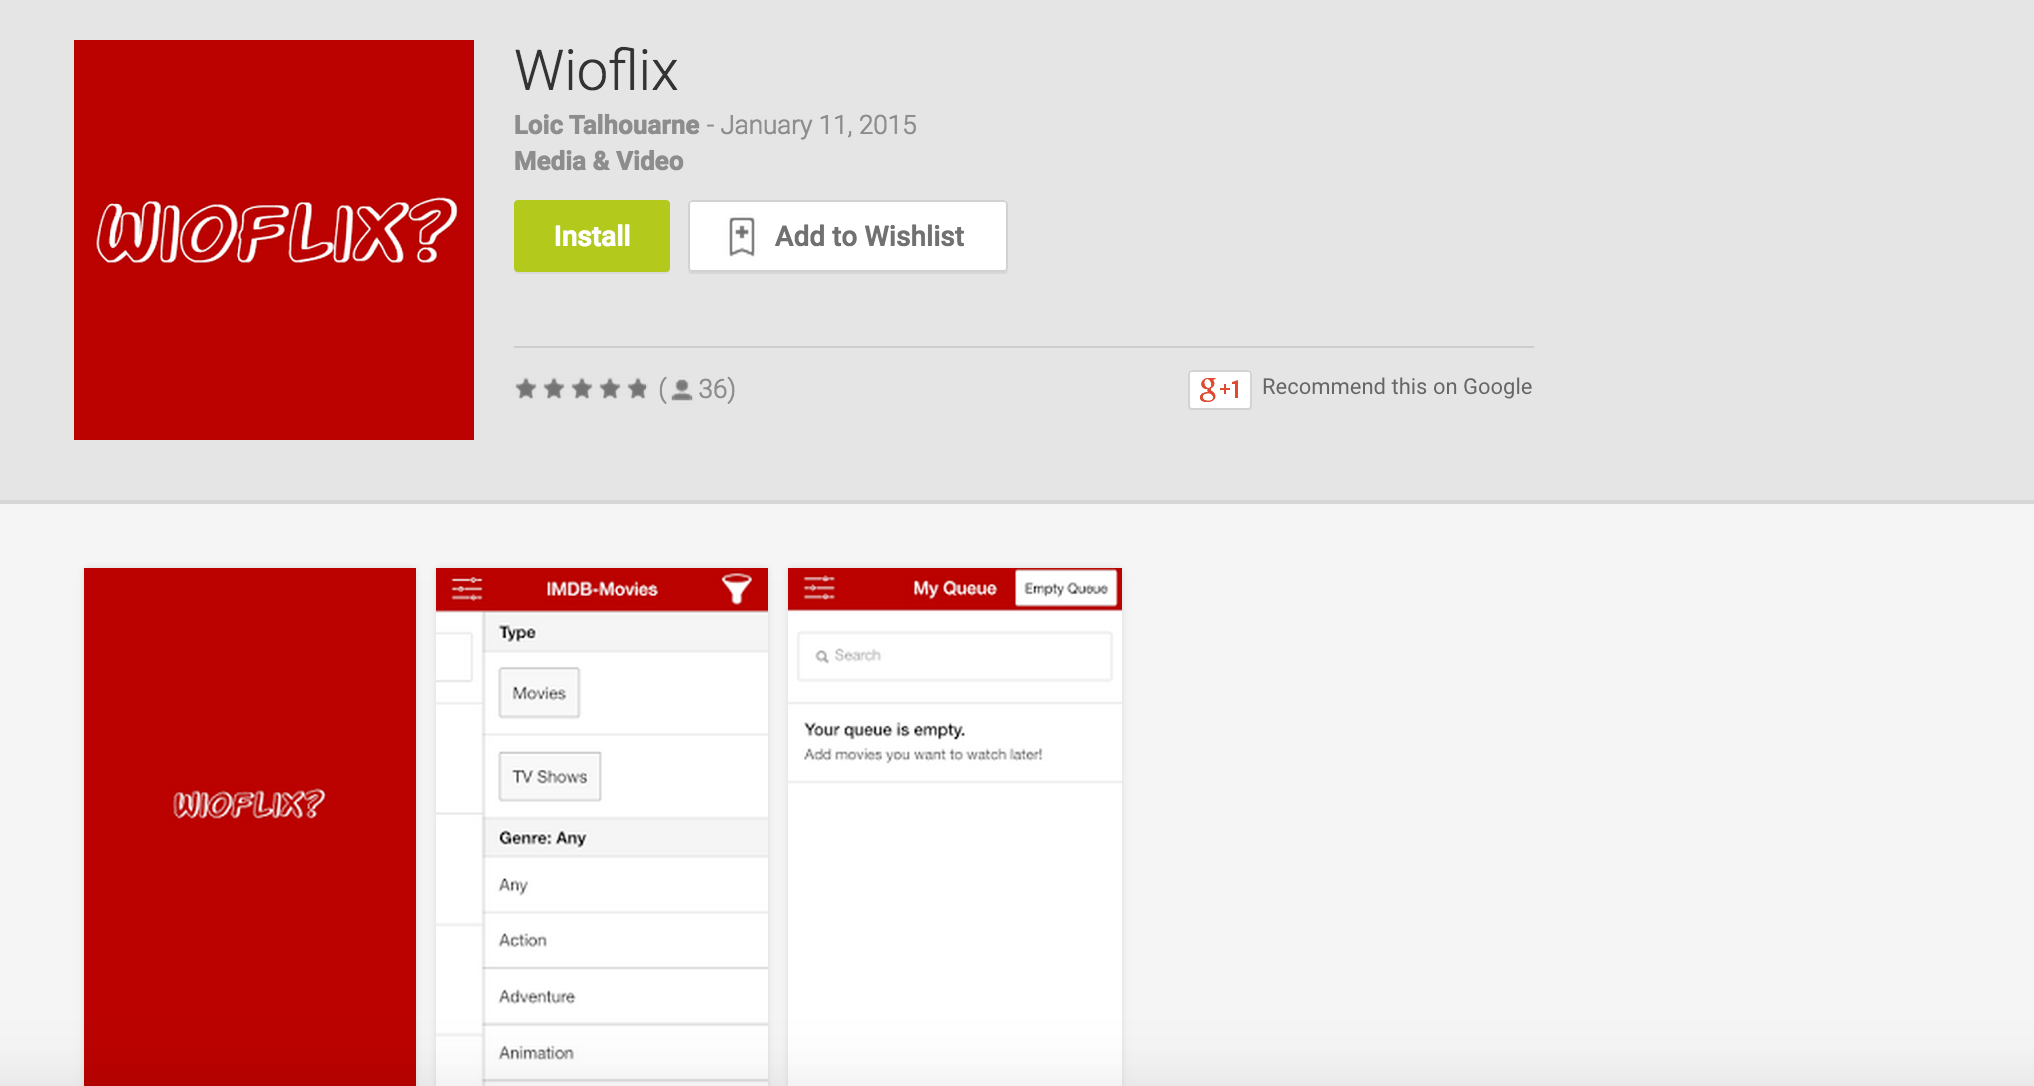 WIOFLIX?
Wioflix
Loic Talhouarne - January 11, 2015
Media & Video
Install
Add to Wishlist
(36)
g+1 Recommend this on Google
WIOFLIX?
IMDB-Movies
Type
Movies
TV Shows
Genre: Any
Any
Action
Adventure
Animation
My Queue
Empty Queue
Search
Your queue is empty.
Add movies you want to watch later!